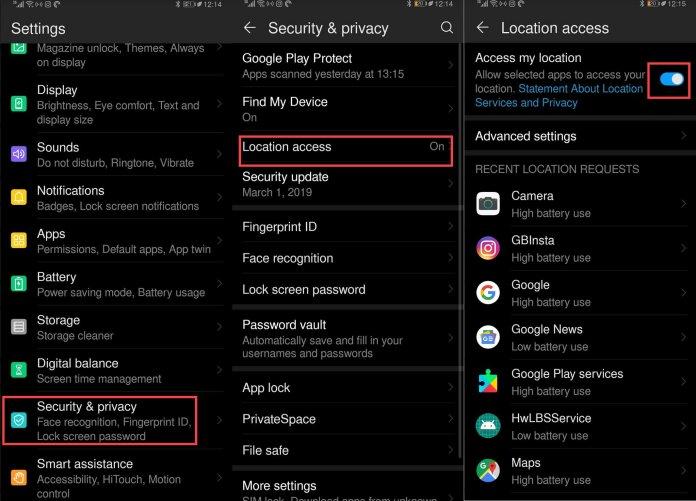 12:14
Settings
Magazine unlock, Themes, Always
on display
Display
Brightness, Eye comfort, Text and
display size
Sounds
Do not disturb, Ringtone, Vibrate
Notifications
Badges, Lock screen notifications
Apps
Permissions, Default apps, App twin
Battery
Power saving mode, Battery usage
Storage
Storage cleaner
Digital balance
Screen time management
Security & privacy
Face recognition, Fingerprint ID,
Lock screen password
Smart assistance
Accessibility, HiTouch, Motion
control
12:14
Security & privacy
Google Play Protect
Apps scanned yesterday at 13:15
Find My Device
On
Location access On
Security update
March 1, 2019
Fingerprint ID
Face recognition
Lock screen password
Password vault
Automatically save and fill in your
usernames and passwords
App lock
PrivateSpace
File safe
More settings
SIM lock, Download apps from unknown
12:15
Location access
Access my location
Allow selected apps to access your
location. Statement About Location
Services and Privacy
Advanced settings
RECENT LOCATION REQUESTS
Camera
High battery use
GBInsta
High battery use
Google
High battery use
Google News
Low battery use
Google Play services
High battery use
HwLBSService
Low battery use
Maps
High battery use